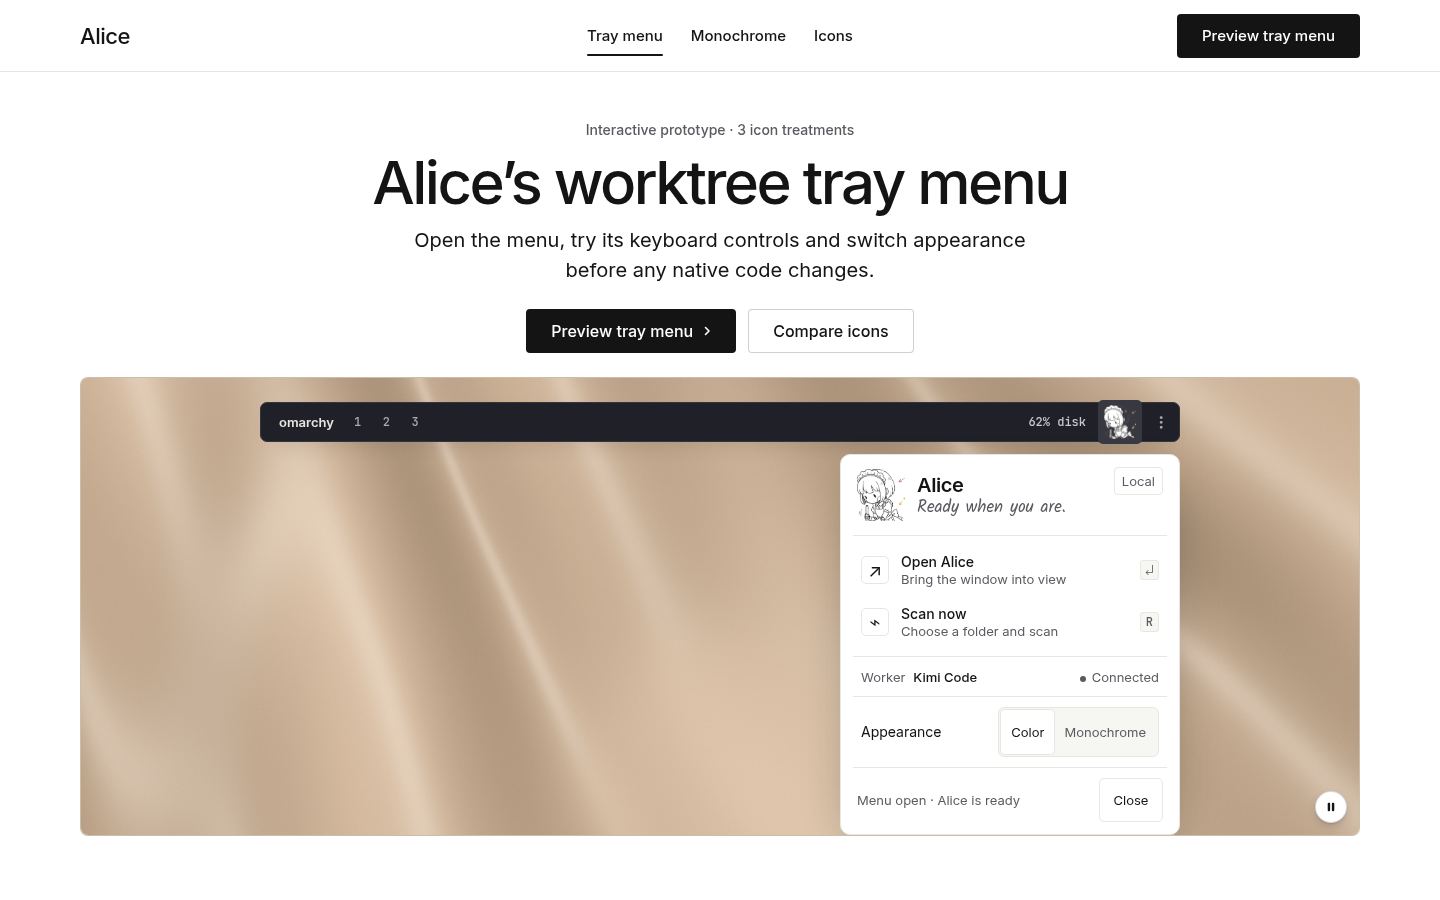 Alice
Tray menu
Monochrome
Icons
Preview tray menu
Interactive prototype · 3 icon treatments
Alice’s worktree tray menu
Open the menu, try its keyboard controls and switch appearance
before any native code changes.
Preview tray menu
Compare icons
omarchy 1 2 3
62% disk
Alice
Local
Ready when you are.
Open Alice
Bring the window into view
Scan now
Choose a folder and scan
R
Worker Kimi Code
Connected
Appearance
Color
Monochrome
Menu open · Alice is ready
Close